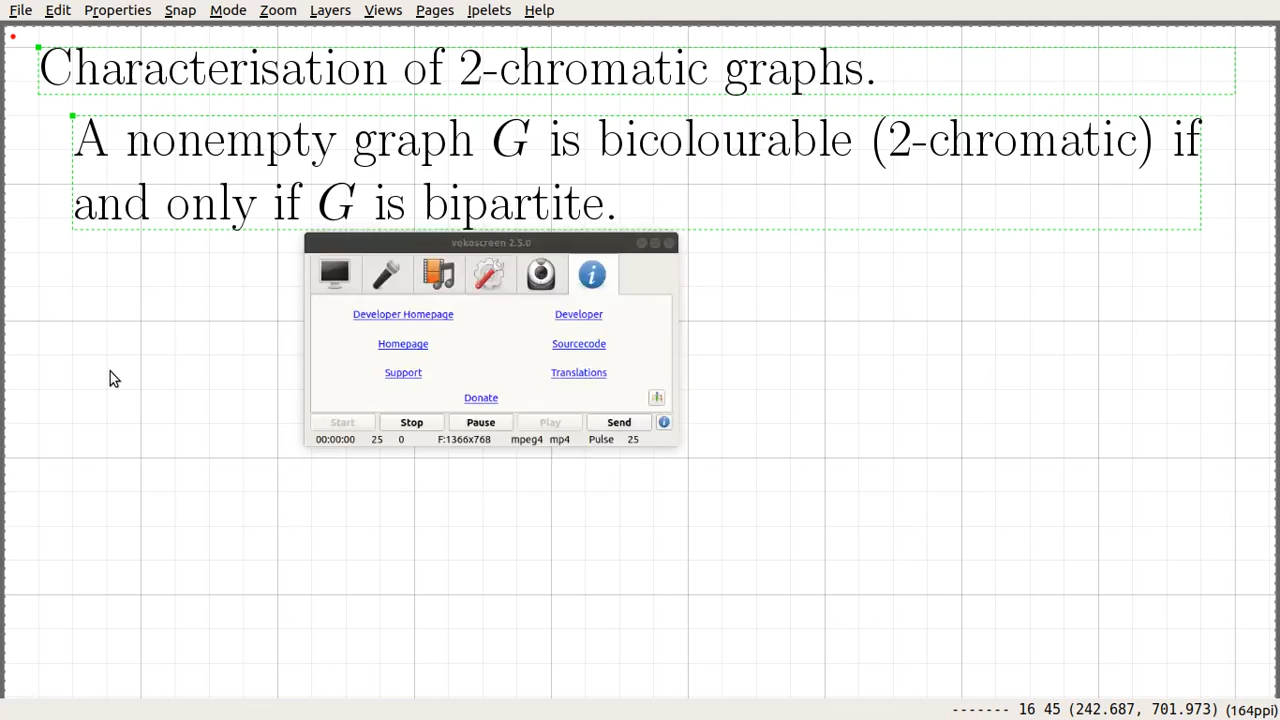 File Edit Properties Snap Mode Zoom Layers Views Pages Ipelets Help
Characterisation of 2-chromatic graphs.
A nonempty graph G is bicolourable (2-chromatic) if
and only if G is bipartite.
vokoscreen 2.5.0
Developer Homepage Developer
Homepage Sourcecode
Support Translations
Donate
Start Stop Pause Play Send
00:00:00 25 0 F:1366x768 mpeg4 mp4 Pulse 25
------- 16 45 (242.687, 701.973) (164ppi)